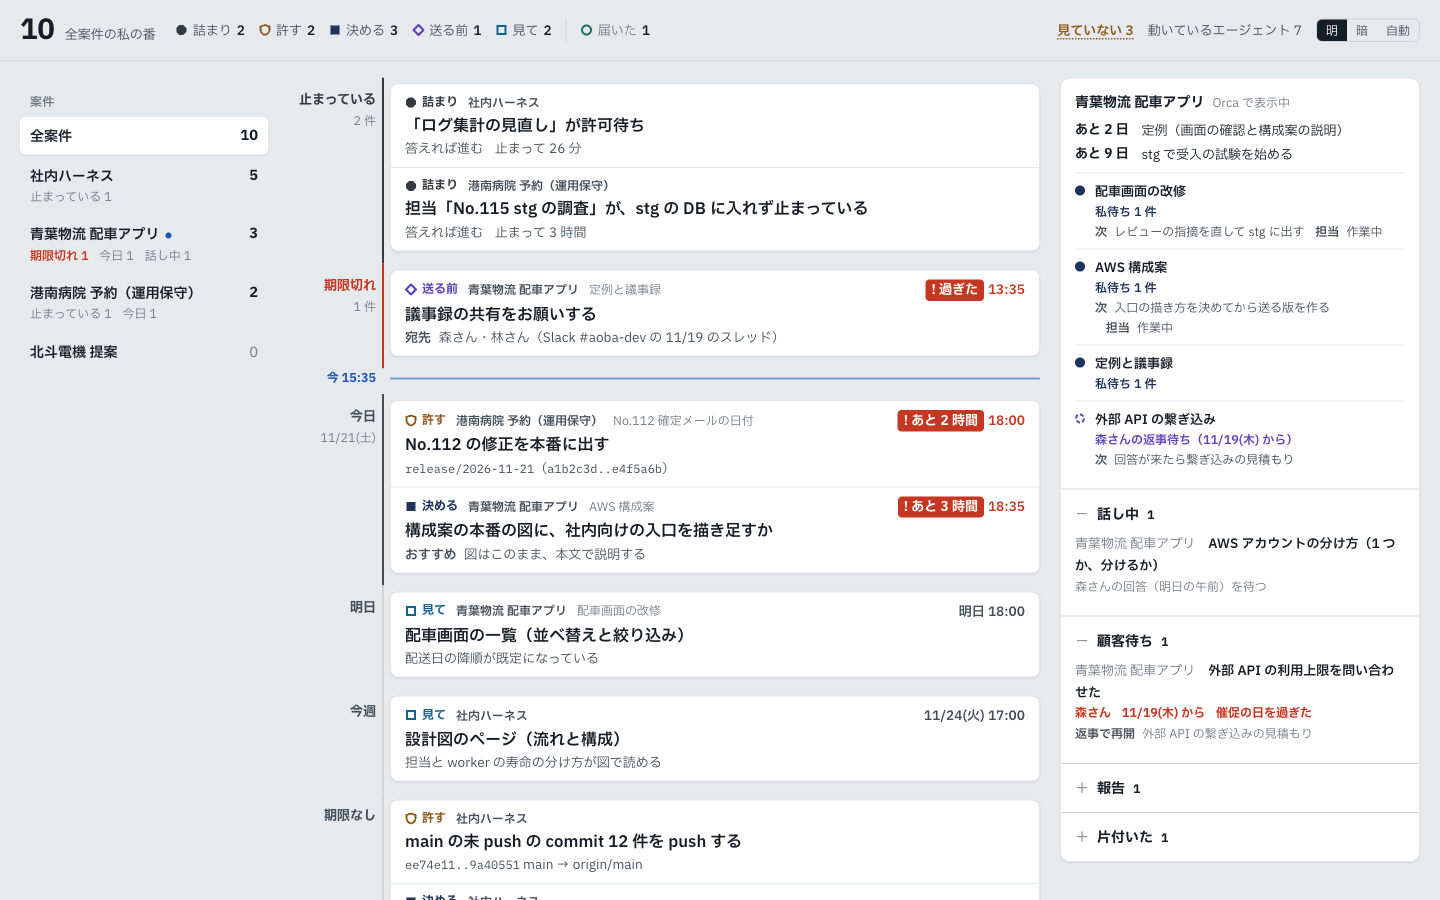 10 全案件の私の番 詰まり 2 許す 2 決める 3 送る前 1 見て 2 届いた 1 見ていない 3 動いているエージェント 7 明 暗 自動
案件
全案件 10
社内ハーネス 5
止まっている 1
青葉物流 配車アプリ 3
期限切れ 1 今日 1 話し中 1
港南病院 予約（運用保守） 2
止まっている 1 今日 1
北斗電機 提案 0
止まっている
2 件
詰まり 社内ハーネス
「ログ集計の見直し」が許可待ち
答えれば進む 止まって 26 分
詰まり 港南病院 予約（運用保守）
担当「No.115 stg の調査」が、stg の DB に入れず止まっている
答えれば進む 止まって 3 時間
期限切れ
1 件
送る前 青葉物流 配車アプリ 定例と議事録 ! 過ぎた 13:35
議事録の共有をお願いする
宛先 森さん・林さん（Slack #aoba-dev の 11/19 のスレッド）
今 15:35
今日
11/21(土)
許す 港南病院 予約（運用保守） No.112 確定メールの日付 ! あと 2 時間 18:00
No.112 の修正を本番に出す
release/2026-11-21（a1b2c3d..e4f5a6b）
決める 青葉物流 配車アプリ AWS 構成案 ! あと 3 時間 18:35
構成案の本番の図に、社内向けの入口を描き足すか
おすすめ 図はこのまま、本文で説明する
明日
見て 青葉物流 配車アプリ 配車画面の改修 明日 18:00
配車画面の一覧（並べ替えと絞り込み）
配送日の降順が既定になっている
今週
見て 社内ハーネス 11/24(火) 17:00
設計図のページ（流れと構成）
担当と worker の寿命の分け方が図で読める
期限なし
許す 社内ハーネス
main の未 push の commit 12 件を push する
ee74e11..9a40551 main → origin/main
決める 社内ハーネス
青葉物流 配車アプリ Orca で表示中
あと 2 日 定例（画面の確認と構成案の説明）
あと 9 日 stg で受入の試験を始める
配車画面の改修
私待ち 1 件
次 レビューの指摘を直して stg に出す 担当 作業中
AWS 構成案
私待ち 1 件
次 入口の描き方を決めてから送る版を作る
担当 作業中
定例と議事録
私待ち 1 件
外部 API の繋ぎ込み
森さんの返事待ち（11/19(木) から）
次 回答が来たら繋ぎ込みの見積もり
話し中 1
青葉物流 配車アプリ AWS アカウントの分け方（1 つ
か、分けるか）
森さんの回答（明日の午前）を待つ
顧客待ち 1
青葉物流 配車アプリ 外部 API の利用上限を問い合わ
せた
森さん 11/19(木) から 催促の日を過ぎた
返事で再開 外部 API の繋ぎ込みの見積もり
報告 1
片付いた 1